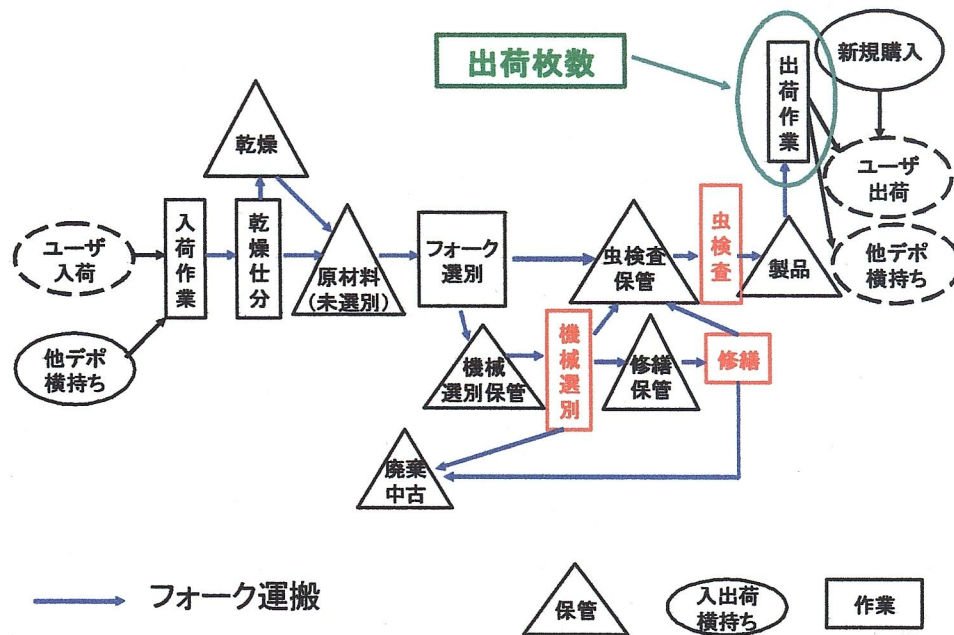 出荷枚数
出荷作業
新規購入
ユーザ
出荷
他デポ
横持ち
乾燥
ユーザ
入荷
他デポ
横持ち
入荷作業
乾燥仕分
原材料
(未選別)
フォーク
選別
虫検査
保管
虫検査
製品
機械
選別保管
機械選別
修繕
保管
修繕
廃棄
中古
フォーク運搬
保管
入出荷
横持ち
作業